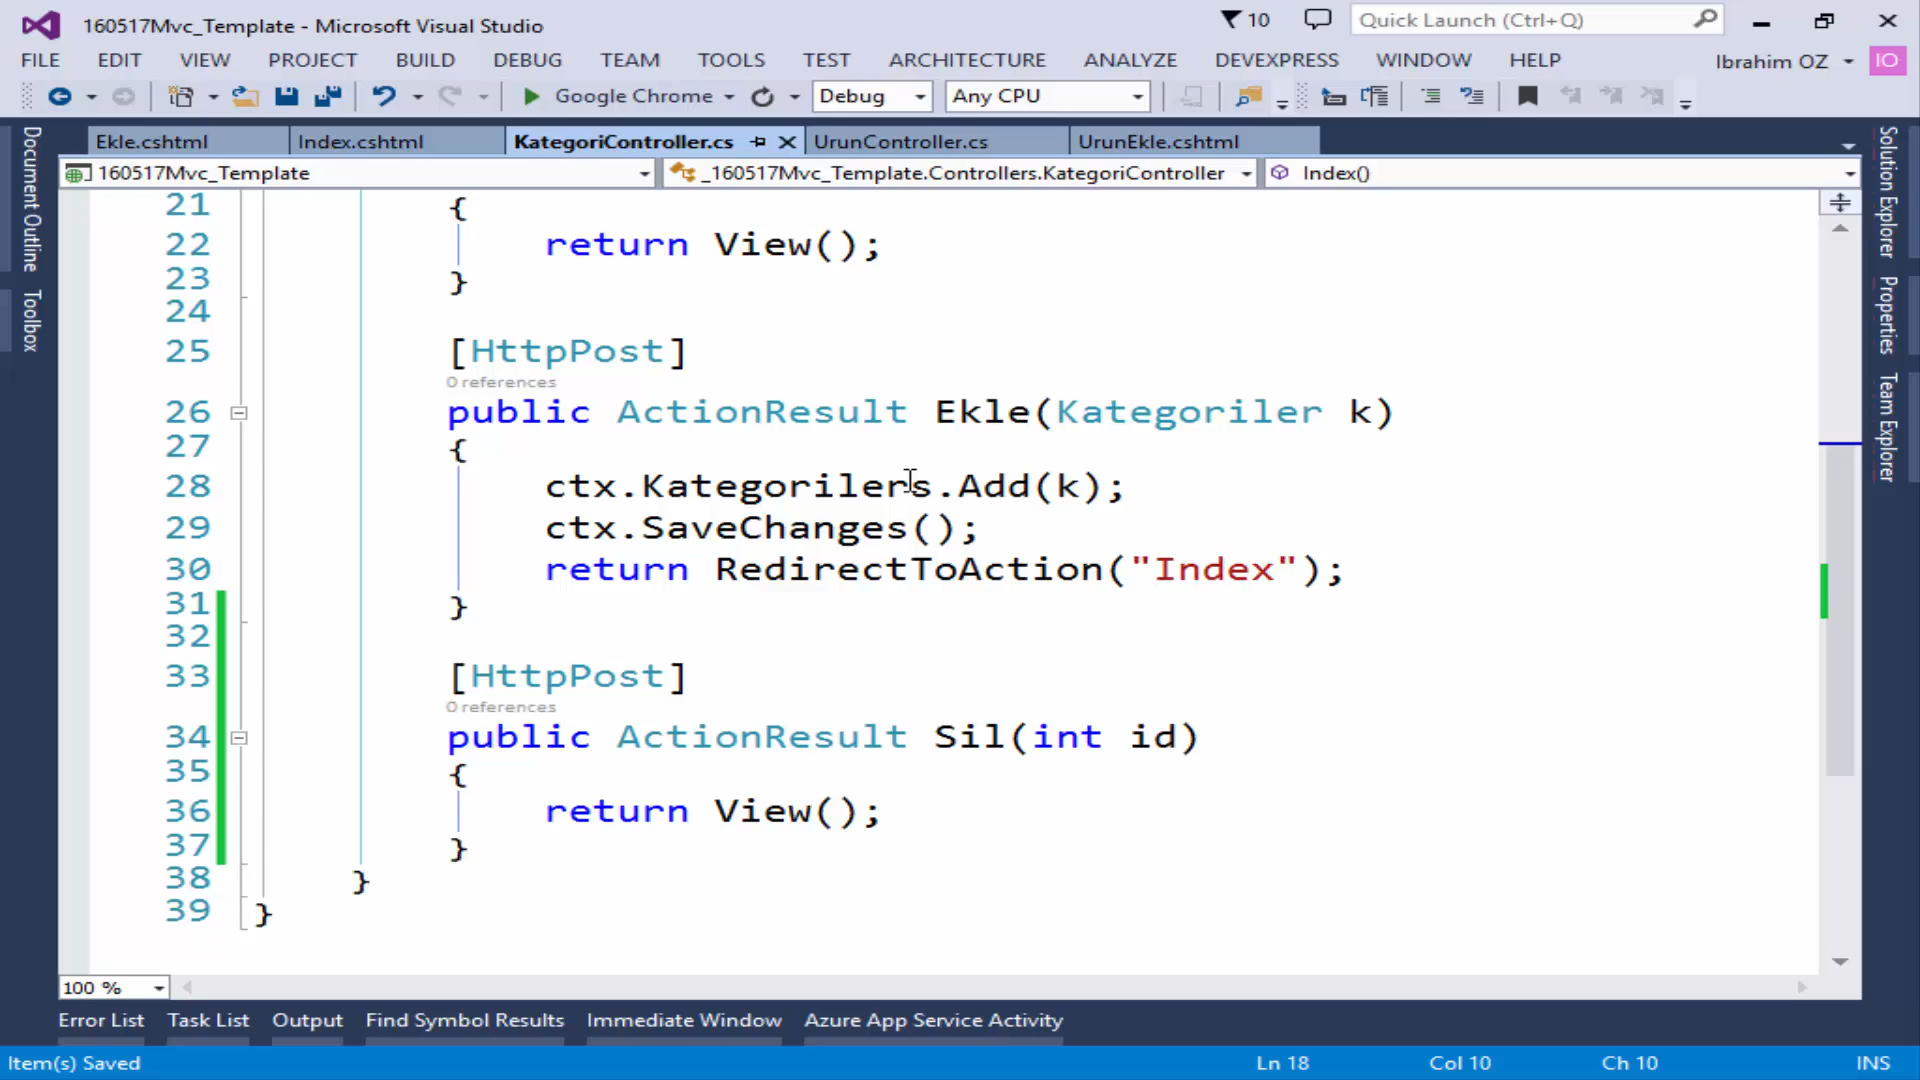 160517Mvc_Template - Microsoft Visual Studio
10
Quick Launch (Ctrl+Q)
FILE EDIT VIEW PROJECT BUILD DEBUG TEAM TOOLS TEST ARCHITECTURE ANALYZE DEVEXPRESS WINDOW HELP
Ibrahim OZ
IO
Google Chrome
Debug
Any CPU
Document Outline
Toolbox
Ekle.cshtml
Index.cshtml
KategoriController.cs
UrunController.cs
UrunEkle.cshtml
160517Mvc_Template
_160517Mvc_Template.Controllers.KategoriController
Index()
21 {
22 return View();
23 }
24
25 [HttpPost]
0 references
26 public ActionResult Ekle(Kategoriler k)
27 {
28 ctx.Kategorilers.Add(k);
29 ctx.SaveChanges();
30 return RedirectToAction("Index");
31 }
32
33 [HttpPost]
0 references
34 public ActionResult Sil(int id)
35 {
36 return View();
37 }
38 }
39 }
Solution Explorer
Properties
Team Explorer
100 %
Error List Task List Output Find Symbol Results Immediate Window Azure App Service Activity
Item(s) Saved
Ln 18
Col 10
Ch 10
INS